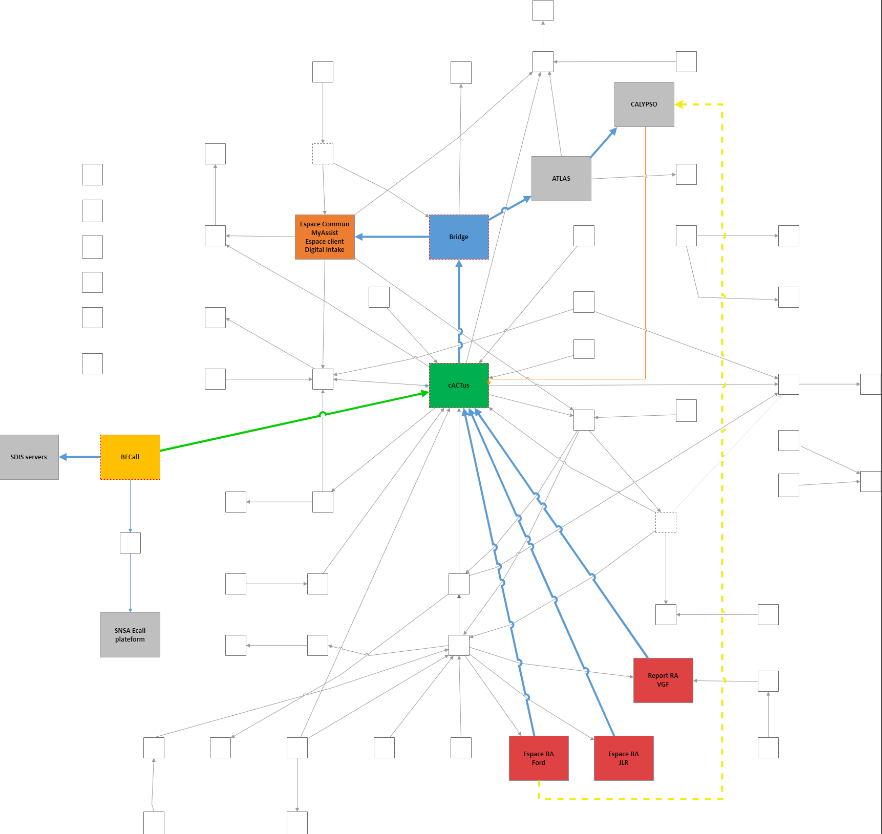 CALYPSO
ATLAS
Espace Commun
MyAssist
Espace client
Digital Intake
Bridge
cACTus
SDIS servers
BECall
SNSA Ecall
plateform
Report RA
VGF
Espace RA
Ford
Espace RA
JLR